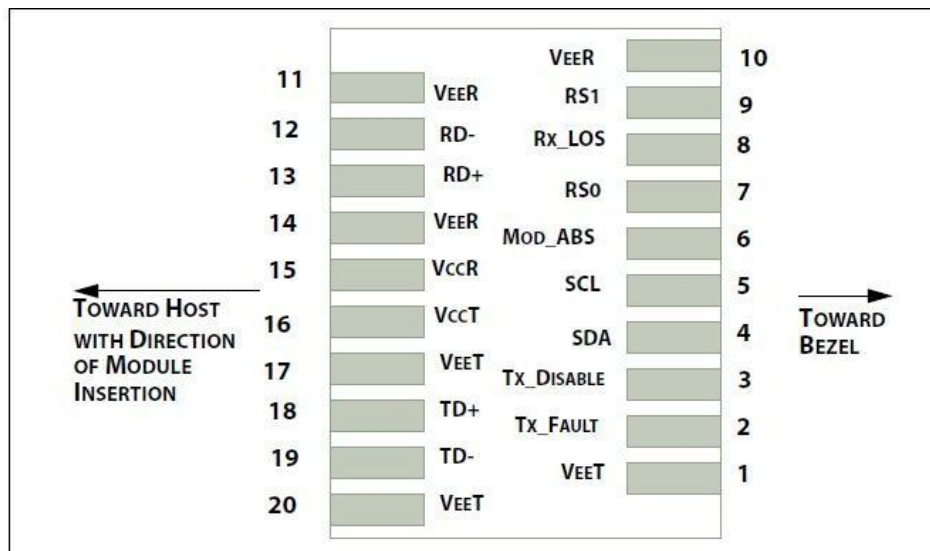 11 VEER
12 RD-
13 RD+
14 VEER
15 VCCR
16 VCCT
17 VEET
18 TD+
19 TD-
20 VEET
VEER 10
RS1 9
RX_LOS 8
RS0 7
MOD_ABS 6
SCL 5
SDA 4
TX_DISABLE 3
TX_FAULT 2
VEET 1
TOWARD HOST
WITH DIRECTION
OF MODULE
INSERTION
TOWARD
BEZEL